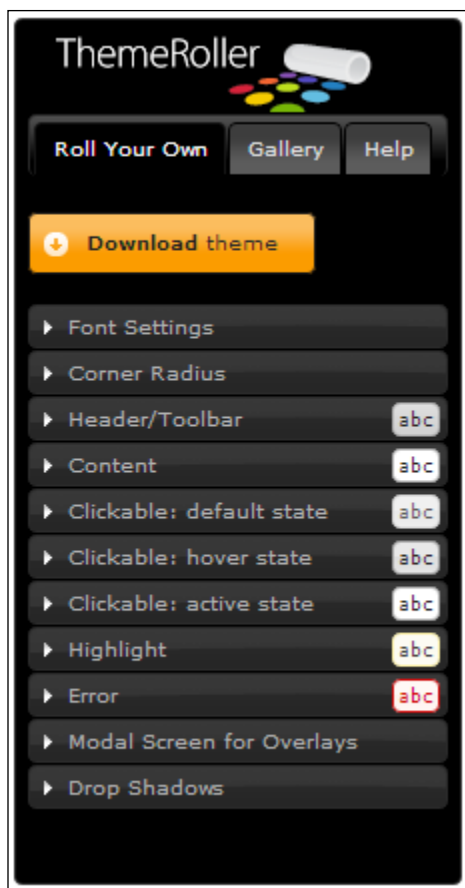 ThemeRoller
Roll Your Own Gallery Help
Download theme
Font Settings
Corner Radius
Header/Toolbar abc
Content abc
Clickable: default state abc
Clickable: hover state abc
Clickable: active state abc
Highlight abc
Error abc
Modal Screen for Overlays
Drop Shadows